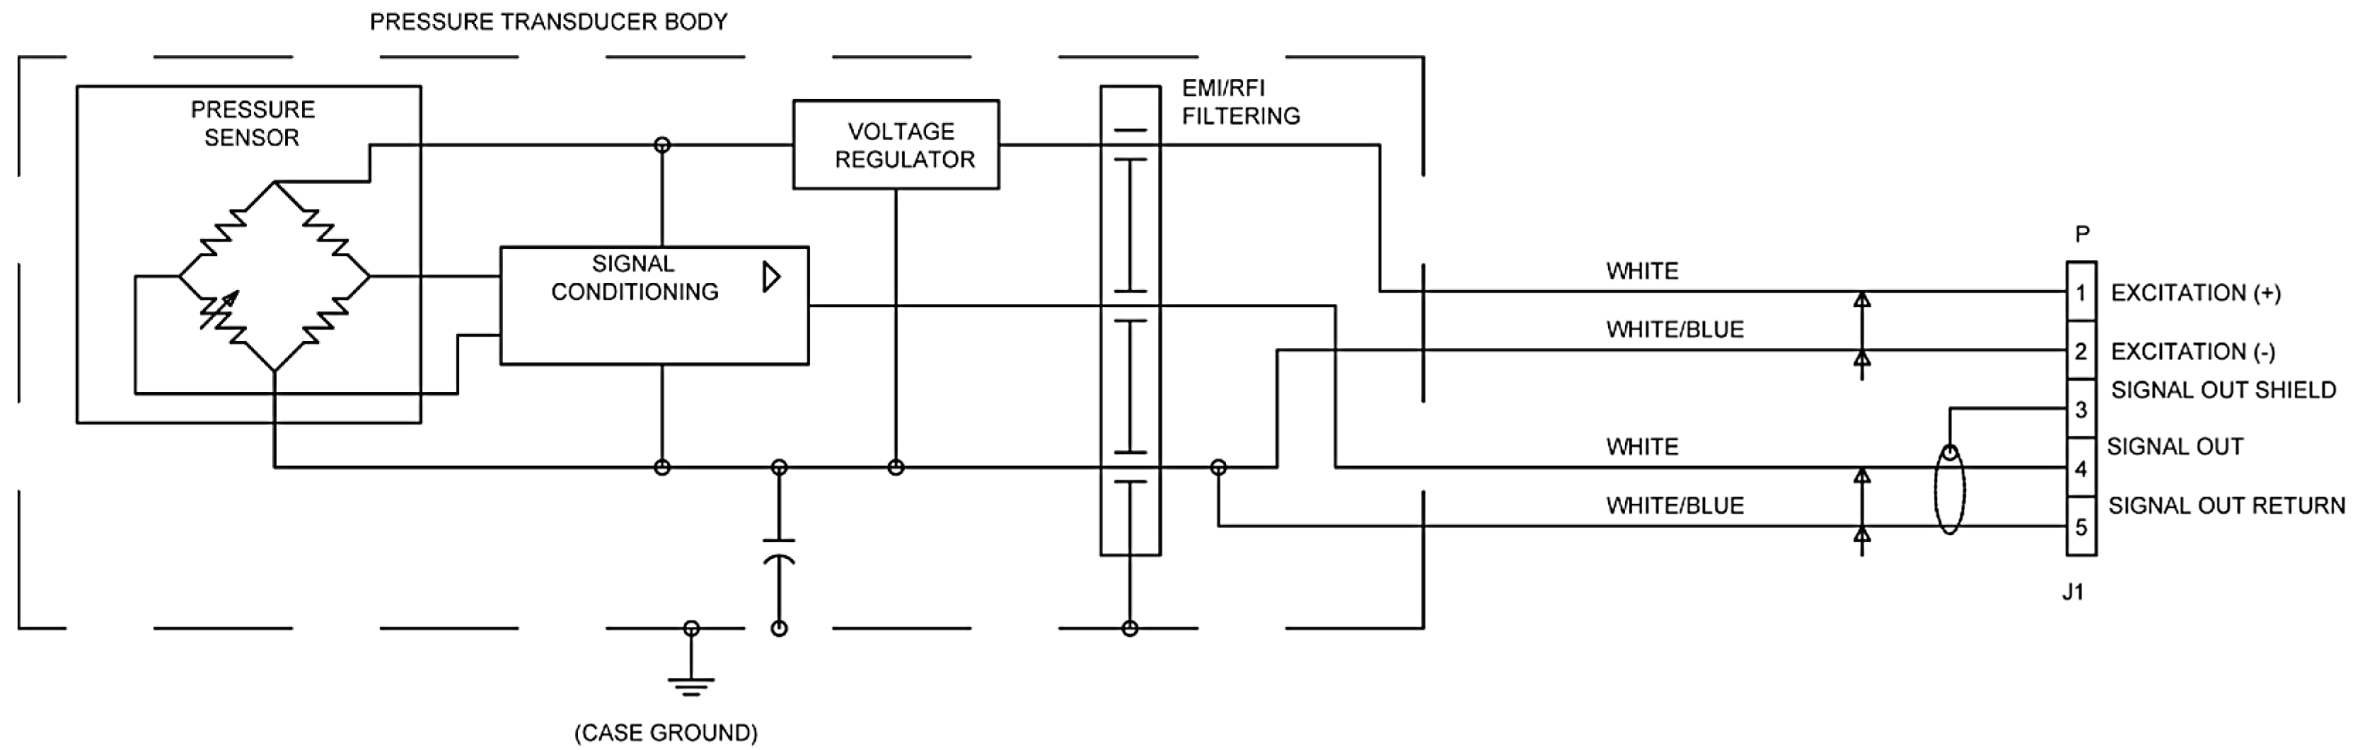 PRESSURE TRANSDUCER BODY
PRESSURE
SENSOR
VOLTAGE
REGULATOR
EMI/RFI
FILTERING
SIGNAL
CONDITIONING
P
WHITE
1
EXCITATION (+)
WHITE/BLUE
2
EXCITATION (-)
SIGNAL OUT SHIELD
3
WHITE
SIGNAL OUT
4
WHITE/BLUE
SIGNAL OUT RETURN
5
J1
(CASE GROUND)